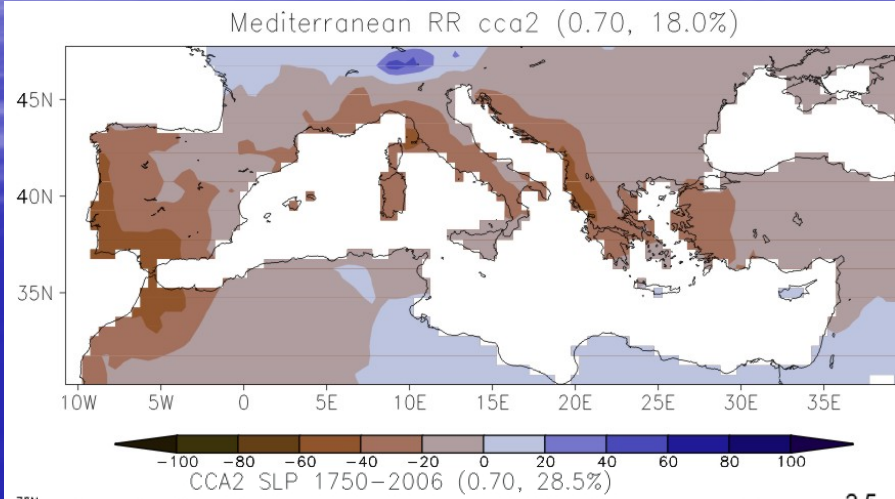 Mediterranean RR cca2 (0.70, 18.0%)
45N
40N
35N
10W 5W 0 5E 10E 15E 20E 25E 30E 35E
-100 -80 -60 -40 -20 0 20 40 60 80 100
CCA2 SLP 1750-2006 (0.70, 28.5%)